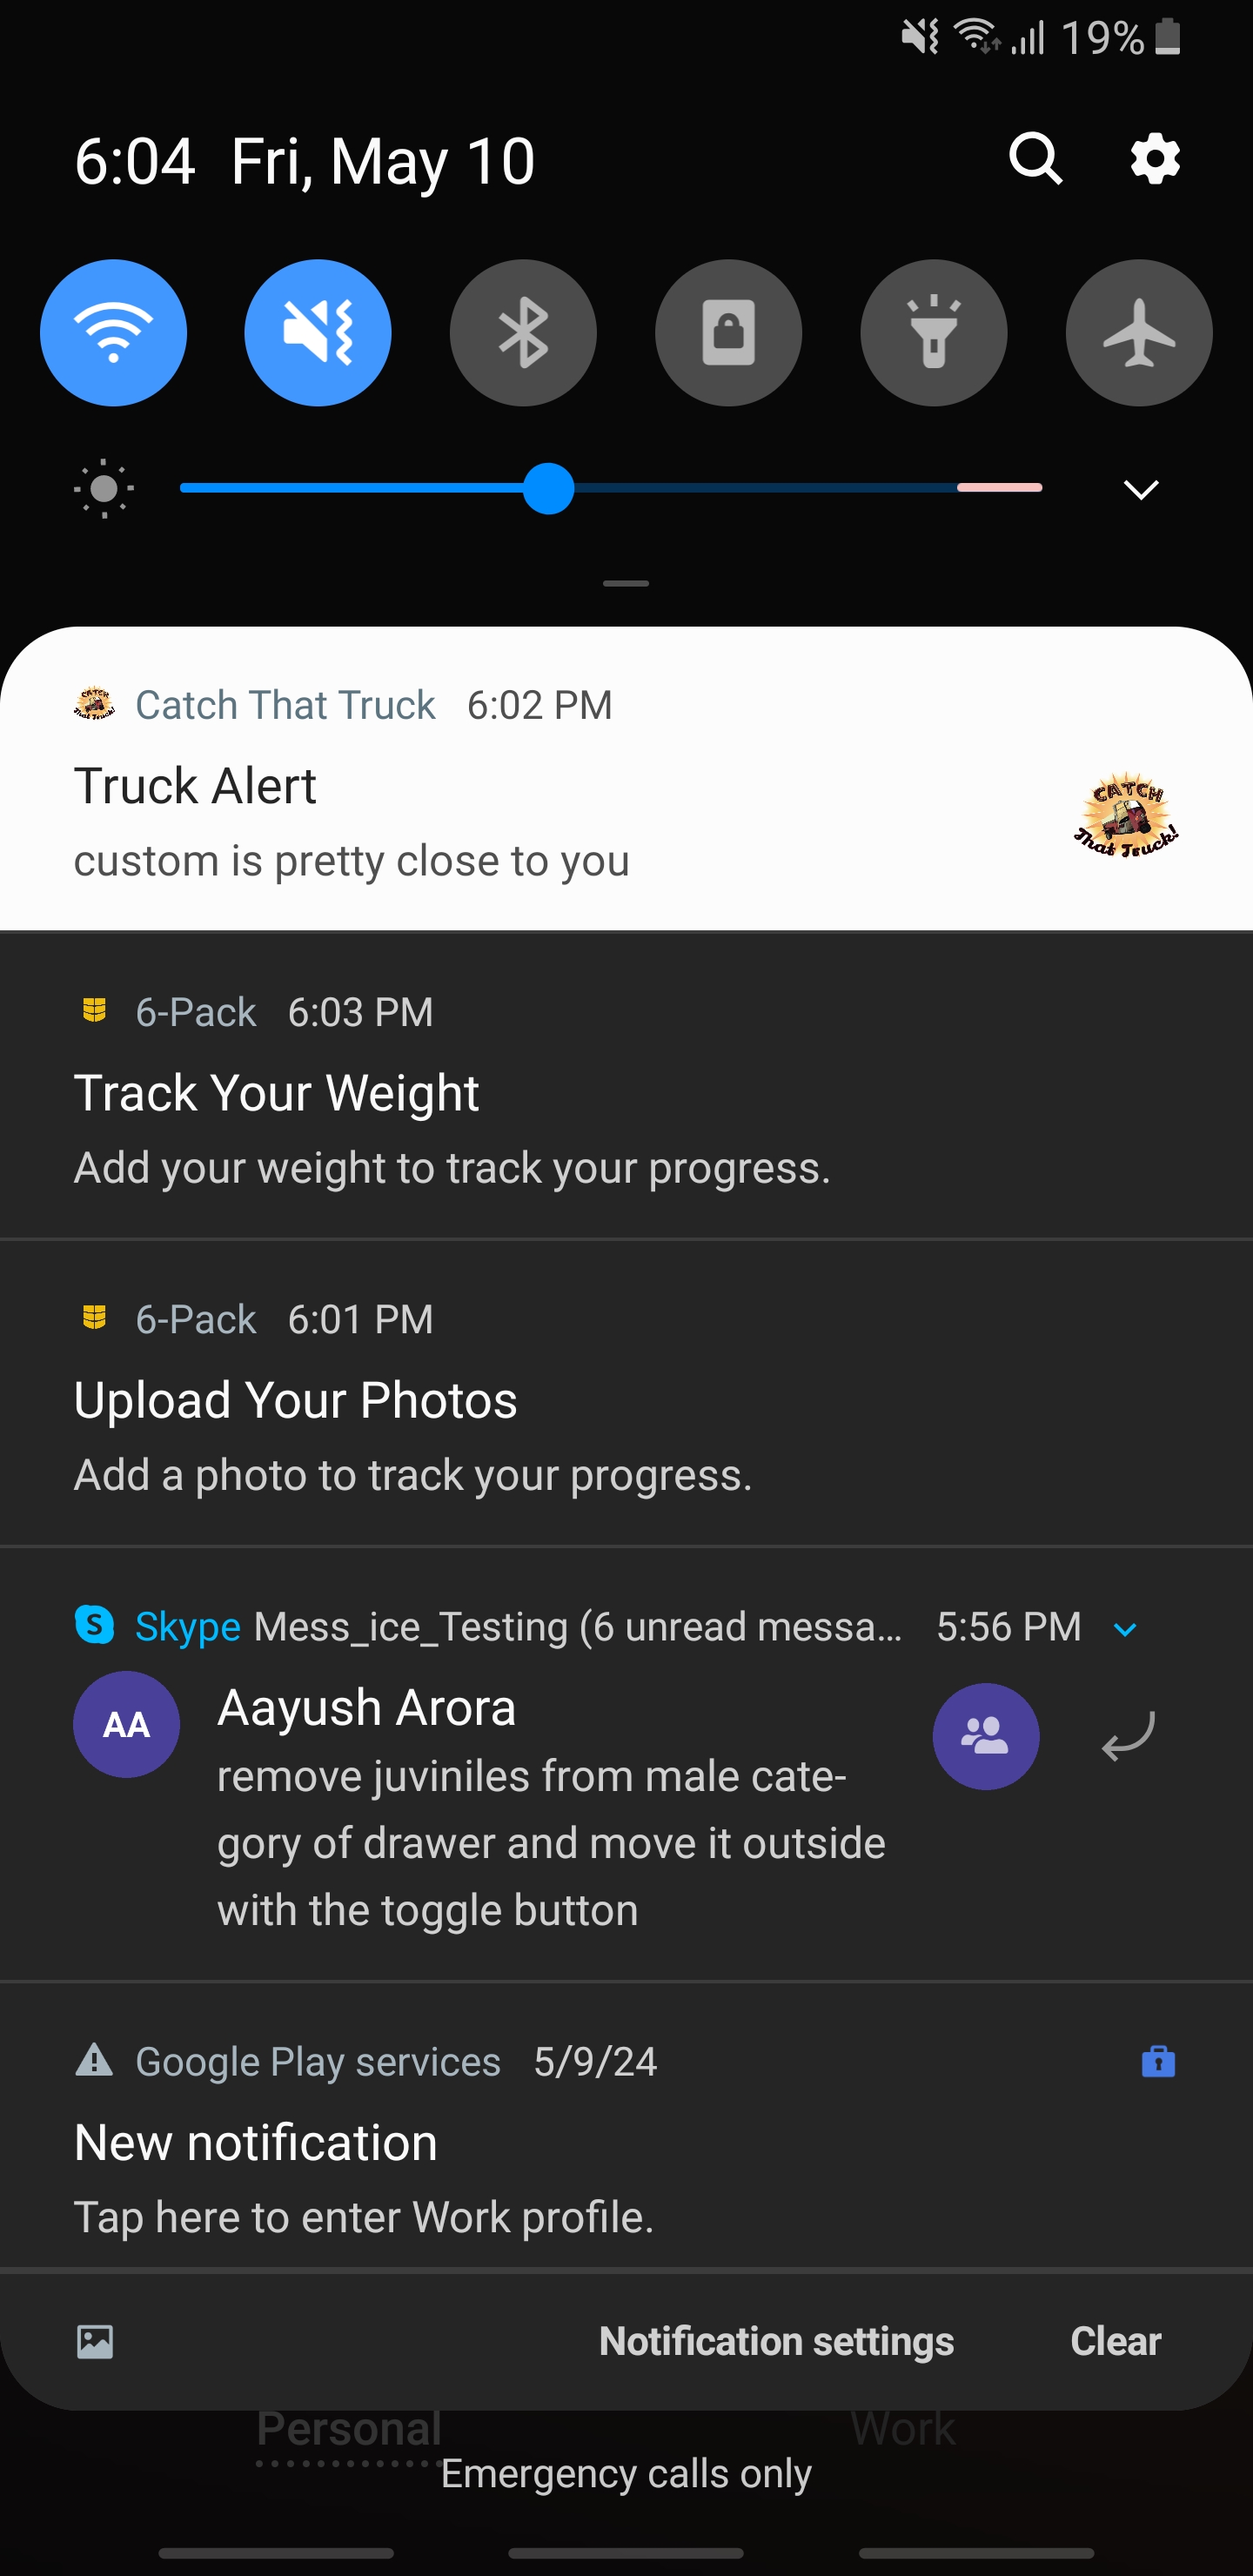 19%
6:04 Fri, May 10
Catch That Truck 6:02 PM
Truck Alert
custom is pretty close to you
CATCH
That Truck!
6-Pack 6:03 PM
Track Your Weight
Add your weight to track your progress.
6-Pack 6:01 PM
Upload Your Photos
Add a photo to track your progress.
Skype Mess_ice_Testing (6 unread messa... 5:56 PM
AA
Aayush Arora
remove juviniles from male cate-
gory of drawer and move it outside
with the toggle button
Google Play services 5/9/24
New notification
Tap here to enter Work profile.
Notification settings Clear
Personal Work
Emergency calls only